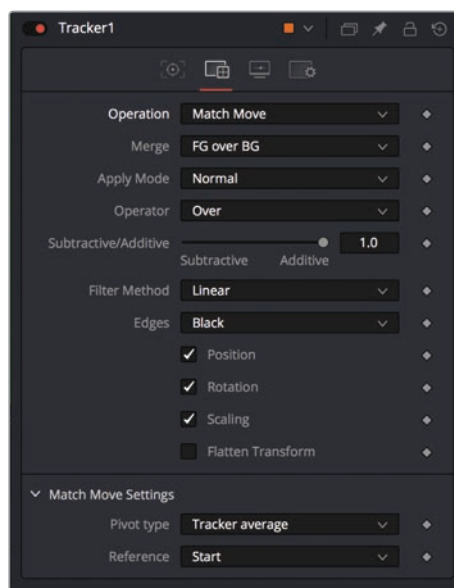 Tracker1
Operation Match Move
Merge FG over BG
Apply Mode Normal
Operator Over
Subtractive/Additive 1.0
Subtractive Additive
Filter Method Linear
Edges Black
Position
Rotation
Scaling
Flatten Transform
Match Move Settings
Pivot type Tracker average
Reference Start